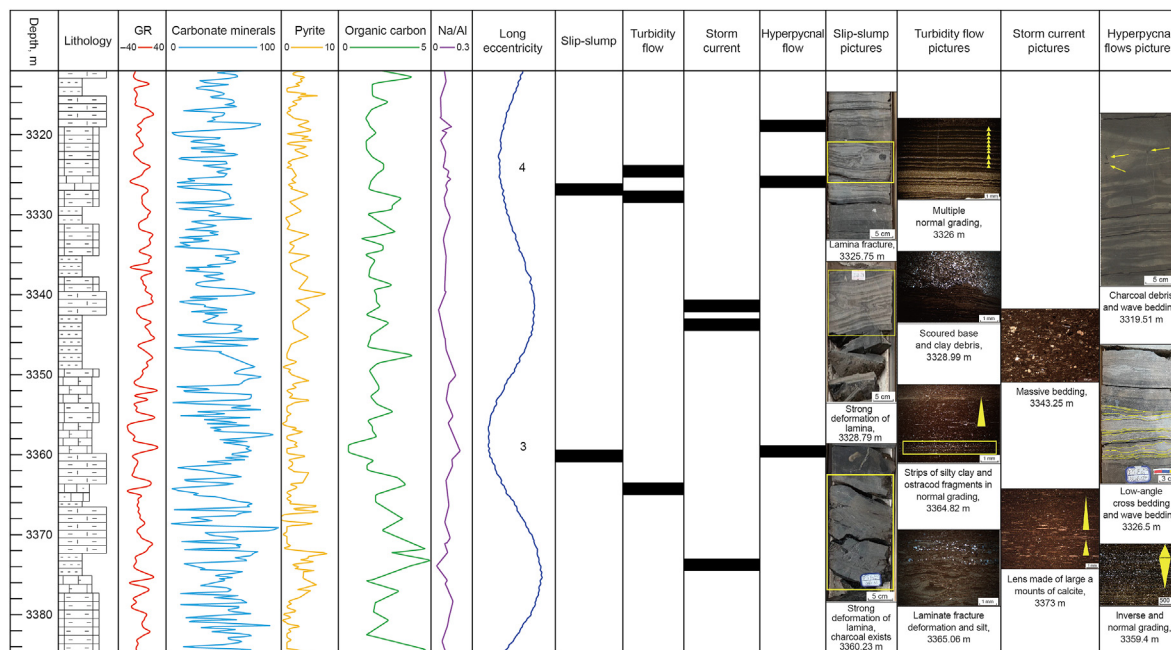 Depth, m
Lithology
GR
−40 40
Carbonate minerals
0 100
Pyrite
0 10
Organic carbon
0 5
Na/Al
0 0.3
Long
eccentricity
Slip-slump
Turbidity
flow
Storm
current
Hyperpycnal
flow
Slip-slump
pictures
Turbidity flow
pictures
Storm current
pictures
Hyperpycnal
flows picture
3320
3330
3340
3350
3360
3370
3380
4
3
5 cm
Lamina fracture,
3325.75 m
5 cm
Strong
deformation of
lamina,
3328.79 m
5 cm
Strong
deformation of
lamina,
charcoal exists
3360.23 m
1 mm
Multiple
normal grading,
3326 m
1 mm
Scoured base
and clay debris,
3328.99 m
1 mm
Strips of silty clay and
ostracod fragments in
normal grading,
3364.82 m
1 mm
Laminate fracture
deformation and silt,
3365.06 m
Massive bedding,
3343.25 m
Lens made of large a
mounts of calcite,
3373 m
5 cm
Charcoal debris
and wave bedding
3319.51 m
3 c
Low-angle
cross bedding
and wave bedding
3326.5 m
500
Inverse and
normal grading,
3359.4 m